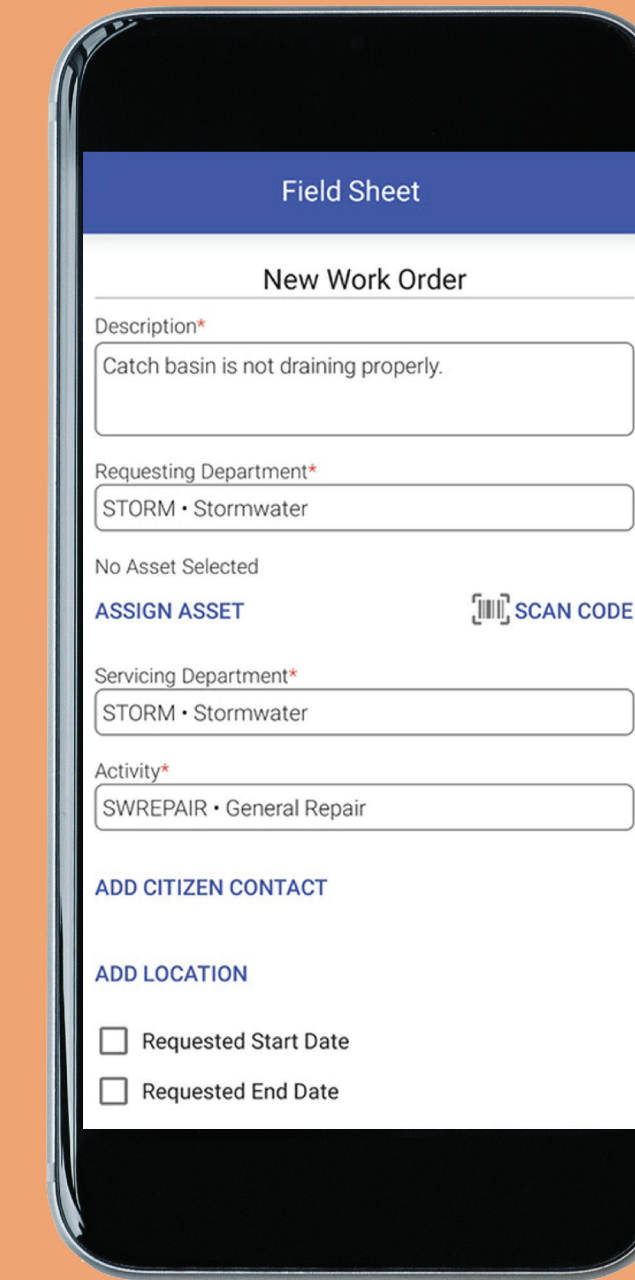 Field Sheet
New Work Order
Description*
Catch basin is not draining properly.
Requesting Department*
STORM • Stormwater
No Asset Selected
ASSIGN ASSET SCAN CODE
Servicing Department*
STORM • Stormwater
Activity*
SWREPAIR • General Repair
ADD CITIZEN CONTACT
ADD LOCATION
Requested Start Date
Requested End Date